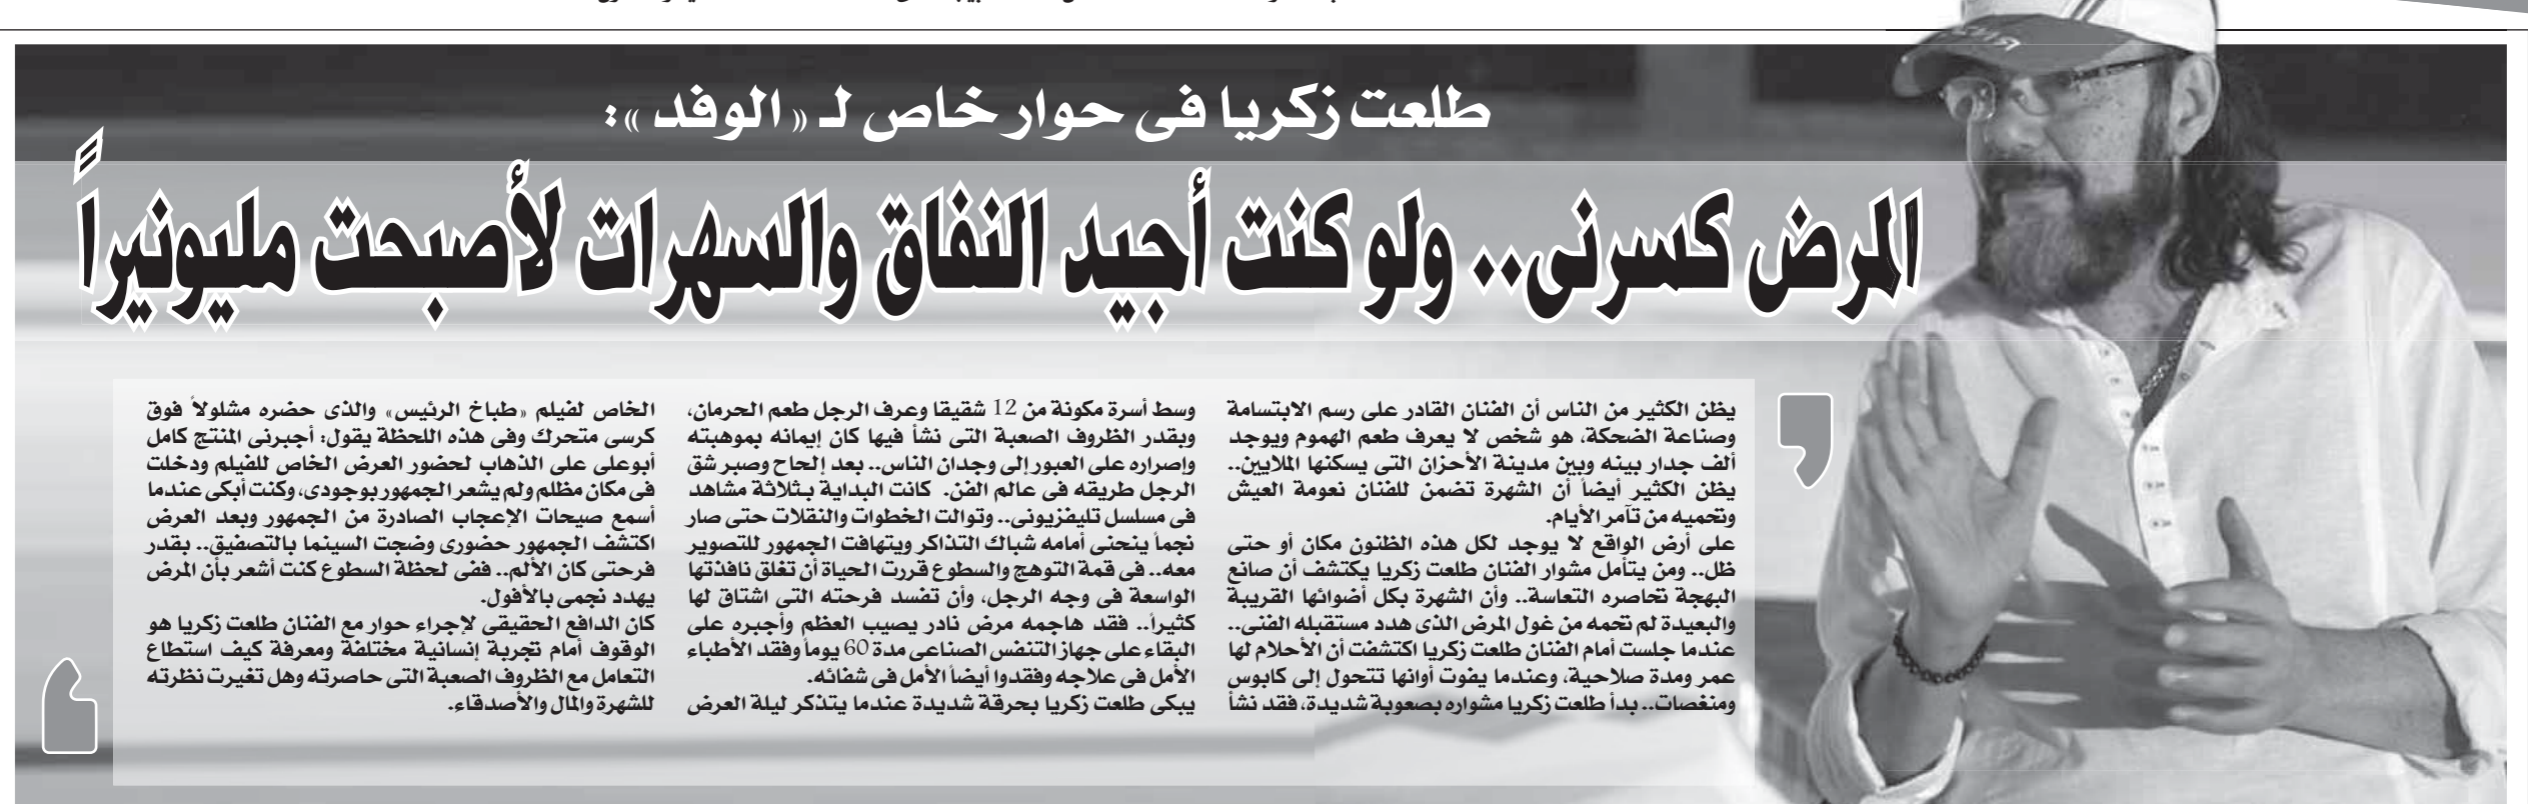 طلعت زكريا فى حوار خاص لـ «الوفد»:
المرض كسرنى.. ولو كنت أجيد النفاق والسهرات لأصبحت مليونيراً
يظن الكثير من الناس أن الفنان القادر على رسم الابتسامة
وصناعة الضحكة، هو شخص لا يعرف طعم الهموم ويوجد
ألف جدار بينه وبين مدينة الأحزان التى يسكنها الملايين..
يظن الكثير أيضاً أن الشهرة تضمن للفنان نعومة العيش
وتحميه من تآمر الأيام.
على أرض الواقع لا يوجد لكل هذه الظنون مكان أو حتى
ظل.. ومن يتأمل مشوار الفنان طلعت زكريا يكتشف أن صانع
البهجة تحاصره التعاسة.. وأن الشهرة بكل أضوائها القريبة
والبعيدة لم تحمه من غول المرض الذى هدد مستقبله الفنى..
عندما جلست أمام الفنان طلعت زكريا اكتشفت أن الأحلام لها
عمر ومدة صلاحية، وعندما يفوت أوانها تتحول إلى كابوس
ومنغصات.. بدأ طلعت زكريا مشواره بصعوبة شديدة، فقد نشأ
وسط أسرة مكونة من 12 شقيقا وعرف الرجل طعم الحرمان،
وبقدر الظروف الصعبة التى نشأ فيها كان إيمانه بموهبته
وإصراره على العبور إلى وجدان الناس.. بعد إلحاح وصبر شق
الرجل طريقه فى عالم الفن. كانت البداية بثلاثة مشاهد
فى مسلسل تليفزيونى.. وتوالت الخطوات والنقلات حتى صار
نجماً ينحنى أمامه شباك التذاكر ويتهافت الجمهور للتصوير
معه.. فى قمة التوهج والسطوع قررت الحياة أن تغلق نافذتها
الواسعة فى وجه الرجل، وأن تفسد فرحته التى اشتاق لها
كثيراً.. فقد هاجمه مرض نادر يصيب العظم وأجبره على
البقاء على جهاز التنفس الصناعى مدة 60 يوماً وفقد الأطباء
الأمل فى علاجه وفقدوا أيضاً الأمل فى شفائه.
يبكى طلعت زكريا بحرقة شديدة عندما يتذكر ليلة العرض
الخاص لفيلم «طباخ الرئيس» والذى حضره مشلولاً فوق
كرسى متحرك وفى هذه اللحظة يقول: أجبرنى المنتج كامل
أبوعلى على الذهاب لحضور العرض الخاص للفيلم ودخلت
فى مكان مظلم ولم يشعر الجمهور بوجودى، وكنت أبكى عندما
أسمع صيحات الإعجاب الصادرة من الجمهور وبعد العرض
اكتشف الجمهور حضورى وضجت السينما بالتصفيق.. بقدر
فرحتى كان الألم.. ففى لحظة السطوع كنت أشعر بأن المرض
يهدد نجمى بالأفول.
كان الدافع الحقيقى لإجراء حوار مع الفنان طلعت زكريا هو
الوقوف أمام تجربة إنسانية مختلفة ومعرفة كيف استطاع
التعامل مع الظروف الصعبة التى حاصرته وهل تغيرت نظرته
للشهرة والمال والأصدقاء.